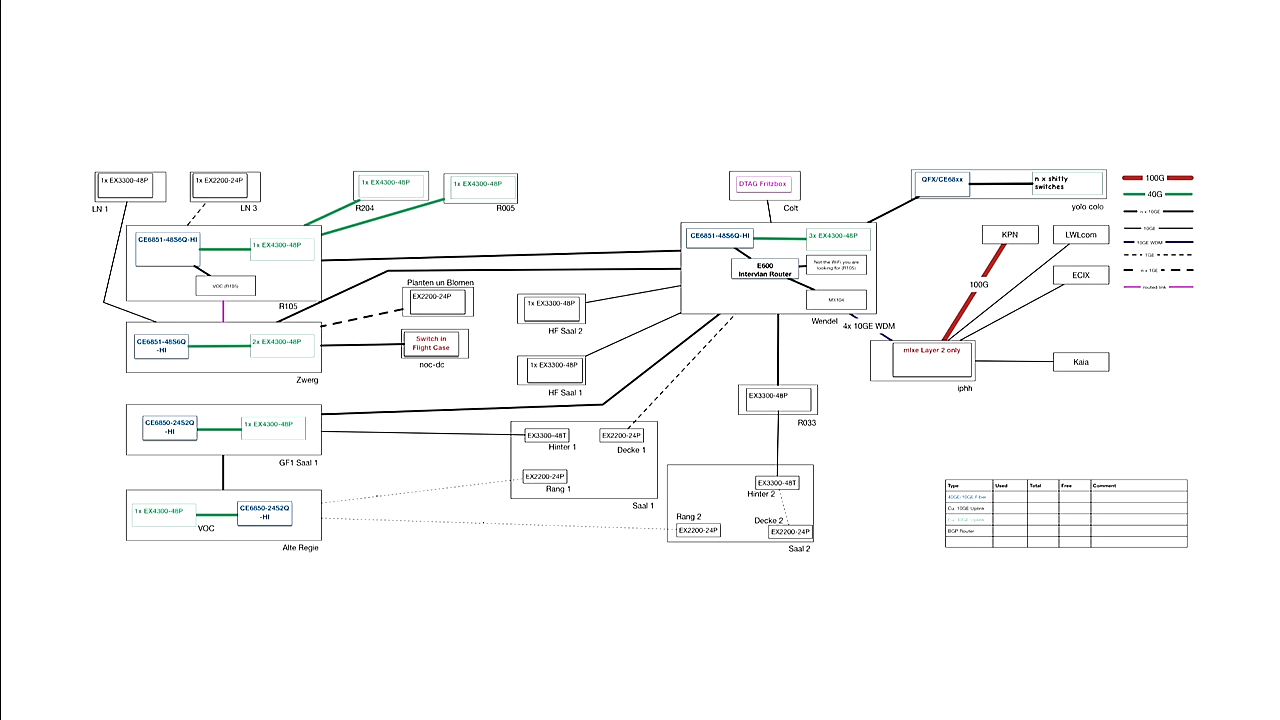 1x EX3300-48P
LN 1
1x EX2200-24P
LN 3
1x EX4300-48P
R204
1x EX4300-48P
R005
CE6851-48S6Q-HI
1x EX4300-48P
VOC (R105)
R105
Planten un Blomen
EX2200-24P
CE6851-48S6Q
-HI
2x EX4300-48P
Zwerg
Switch in
Flight Case
noc-dc
1x EX3300-48P
HF Saal 2
1x EX3300-48P
HF Saal 1
CE6850-24S2Q
-HI
1x EX4300-48P
GF1 Saal 1
1x EX4300-48P
VOC
CE6850-24S2Q
-HI
Alte Regie
EX3300-48T
Hinter 1
EX2200-24P
Decke 1
EX2200-24P
Rang 1
Saal 1
EX3300-48T
Hinter 2
Rang 2
EX2200-24P
Decke 2
EX2200-24P
Saal 2
DTAG Fritzbox
Colt
CE6851-48S6Q-HI
3x EX4300-48P
E600
Intervlan Router
Not the WiFi you are
looking for (R105)
MX104
Wendel
4x 10GE WDM
EX3300-48P
R033
QFX/CE68xx
n x shitty
switches
yolo colo
KPN
LWLcom
ECIX
100G
mlxe Layer 2 only
iphh
Kaia
100G
40G
n x 10GE
10GE
10GE WDM
1GE
n x 1GE
routed link
Type Used Total Free Comment
40GE/10GE Fiber
Cu. 10GE Uplink
Cu. 10GE Uplink
BGP Router